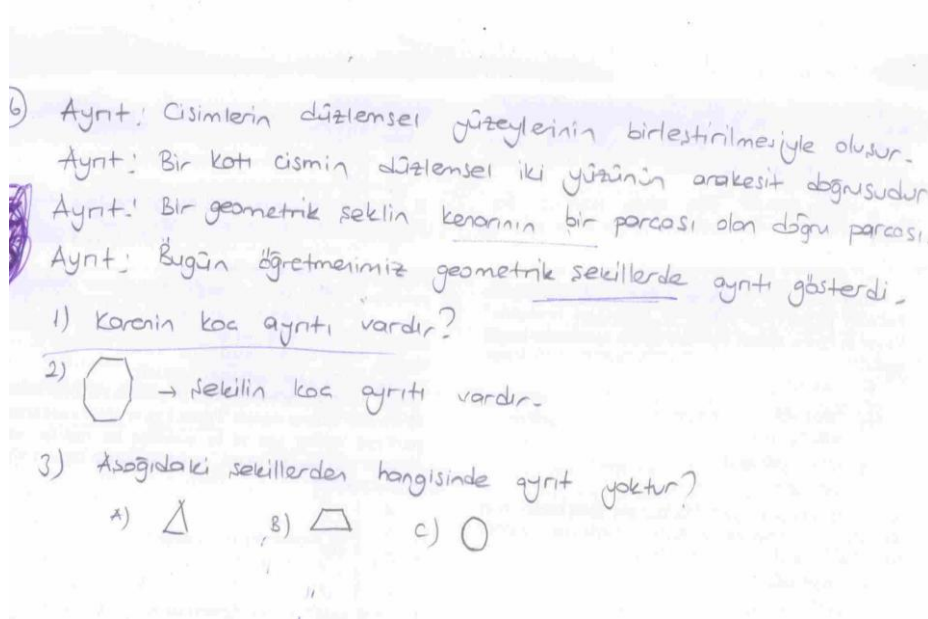 6) Ayrıt: Cisimlerin düzlemsel yüzeylerinin birleştirilmesiyle oluşur.
Ayrıt: Bir katı cismin düzlemsel iki yüzünün arakesit doğrusudur
Ayrıt: Bir geometrik şeklin kenarının bir parçası olan doğru parçası
Ayrıt: Bugün öğretmenimiz geometrik şekillerde ayrıtı gösterdi.
1) Karenin kaç ayrıtı vardır?
2) → Şekilin kaç ayrıtı vardır.
3) Aşağıdaki şekillerden hangisinde ayrıt yoktur?
A) B) C)